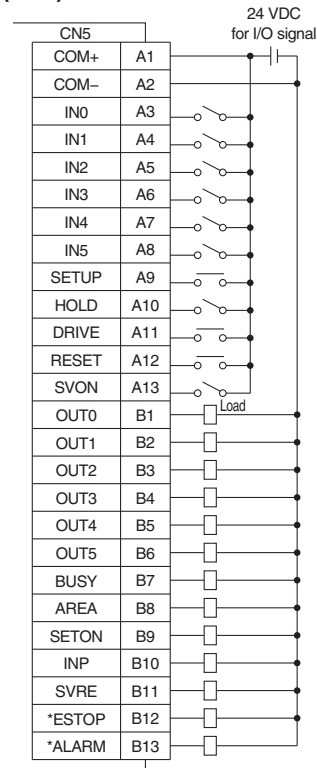 24 VDC
for I/O signal
CN5
COM+ A1
COM– A2
IN0 A3
IN1 A4
IN2 A5
IN3 A6
IN4 A7
IN5 A8
SETUP A9
HOLD A10
DRIVE A11
RESET A12
SVON A13
OUT0 B1 Load
OUT1 B2
OUT2 B3
OUT3 B4
OUT4 B5
OUT5 B6
BUSY B7
AREA B8
SETON B9
INP B10
SVRE B11
*ESTOP B12
*ALARM B13